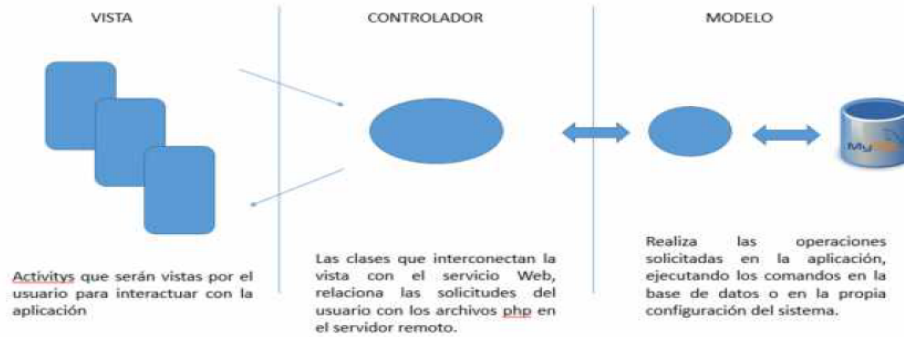 VISTA
CONTROLADOR
MODELO
My
Activitys que serán vistas por el
usuario para interactuar con la
aplicación
Las clases que interconectan la
vista con el servicio Web,
relaciona las solicitudes del
usuario con los archivos php en
el servidor remoto.
Realiza las operaciones
solicitadas en la aplicación,
ejecutando los comandos en la
base de datos o en la propia
configuración del sistema.